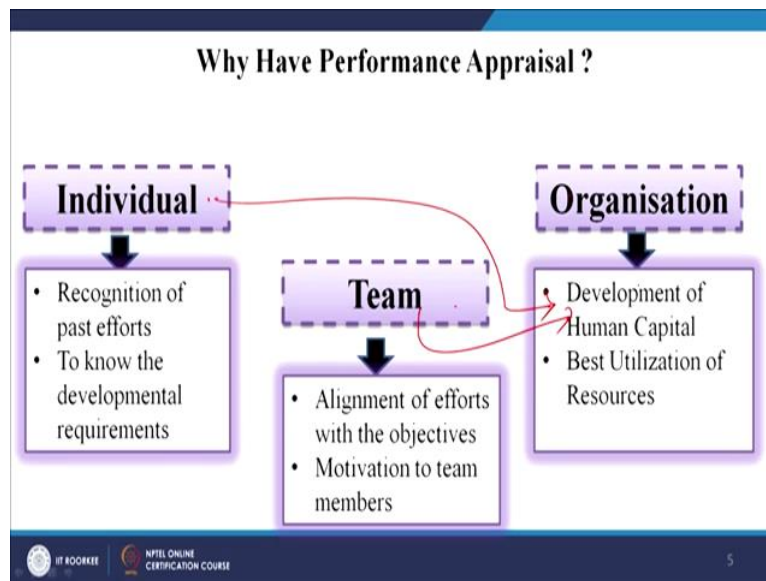 Why Have Performance Appraisal ?
Individual
• Recognition of
past efforts
• To know the
developmental
requirements
Team
• Alignment of efforts
with the objectives
• Motivation to team
members
Organisation
• Development of
Human Capital
• Best Utilization of
Resources
IIT ROORKEE
NPTEL ONLINE
CERTIFICATION COURSE
5